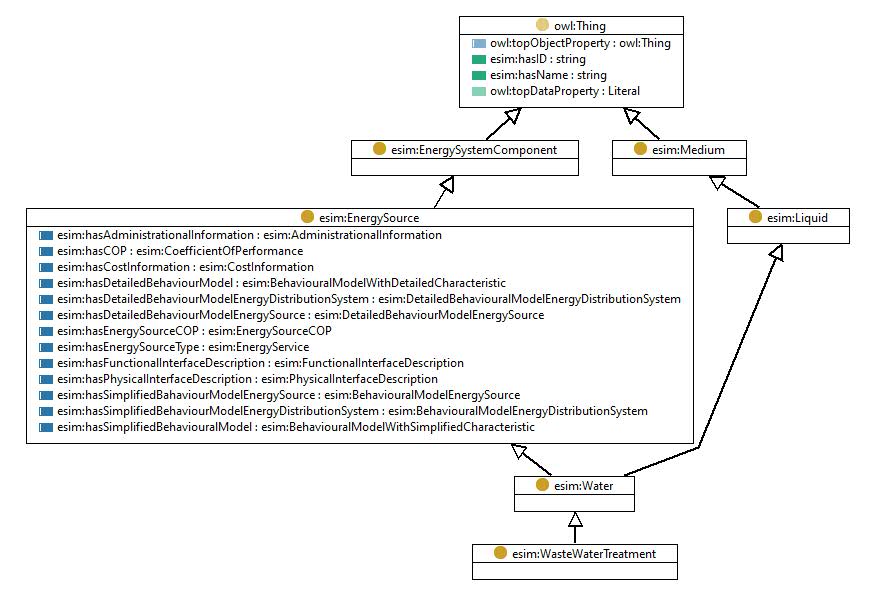 owl:Thing
owl:topObjectProperty : owl:Thing
esim:hasID : string
esim:hasName : string
owl:topDataProperty : Literal
esim:EnergySystemComponent
esim:Medium
esim:EnergySource
esim:Liquid
esim:hasAdministrationalInformation : esim:AdministrationalInformation
esim:hasCOP : esim:CoefficientOfPerformance
esim:hasCostInformation : esim:CostInformation
esim:hasDetailedBehaviourModel : esim:BehaviouralModelWithDetailedCharacteristic
esim:hasDetailedBehaviourModelEnergyDistributionSystem : esim:DetailedBehaviouralModelEnergyDistributionSystem
esim:hasDetailedBehaviourModelEnergySource : esim:DetailedBehaviourModelEnergySource
esim:hasEnergySourceCOP : esim:EnergySourceCOP
esim:hasEnergySourceType : esim:EnergyService
esim:hasFunctionalInterfaceDescription : esim:FunctionalInterfaceDescription
esim:hasPhysicalInterfaceDescription : esim:PhysicalInterfaceDescription
esim:hasSimplifiedBahaviourModelEnergySource : esim:BehaviouralModelEnergySource
esim:hasSimplifiedBehaviourModelEnergyDistributionSystem : esim:BehaviouralModelEnergyDistributionSystem
esim:hasSimplifiedBehaviouralModel : esim:BehaviouralModelWithSimplifiedCharacteristic
esim:Water
esim:WasteWaterTreatment